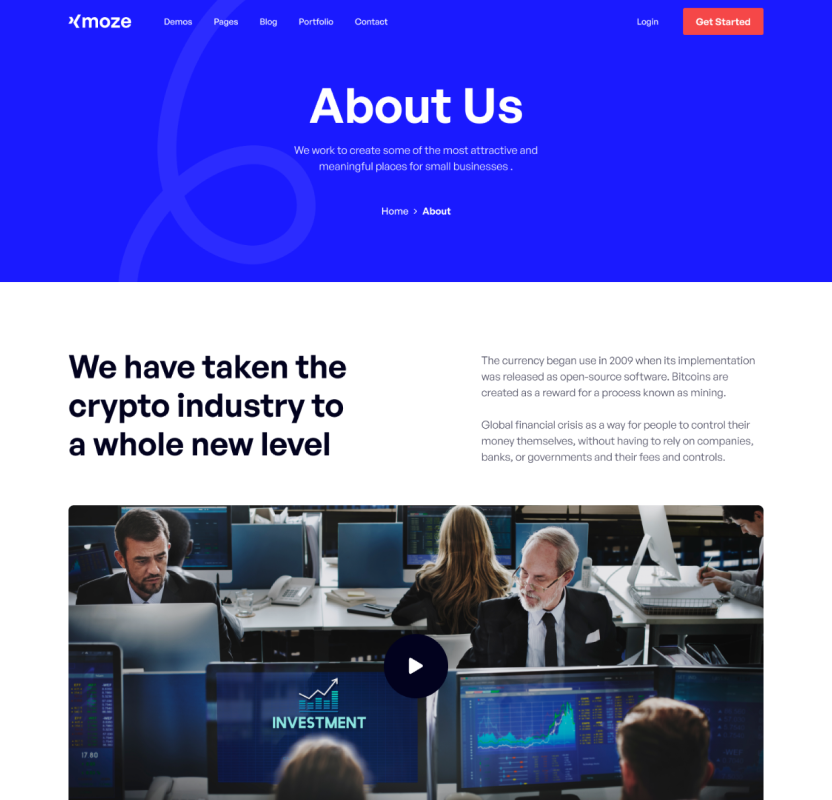 moze
Demos Pages Blog Portfolio Contact Login Get Started
About Us
We work to create some of the most attractive and
meaningful places for small businesses .
Home > About
We have taken the
crypto industry to
a whole new level
The currency began use in 2009 when its implementation
was released as open-source software. Bitcoins are
created as a reward for a process known as mining.
Global financial crisis as a way for people to control their
money themselves, without having to rely on companies,
banks, or governments and their fees and controls.
INVESTMENT